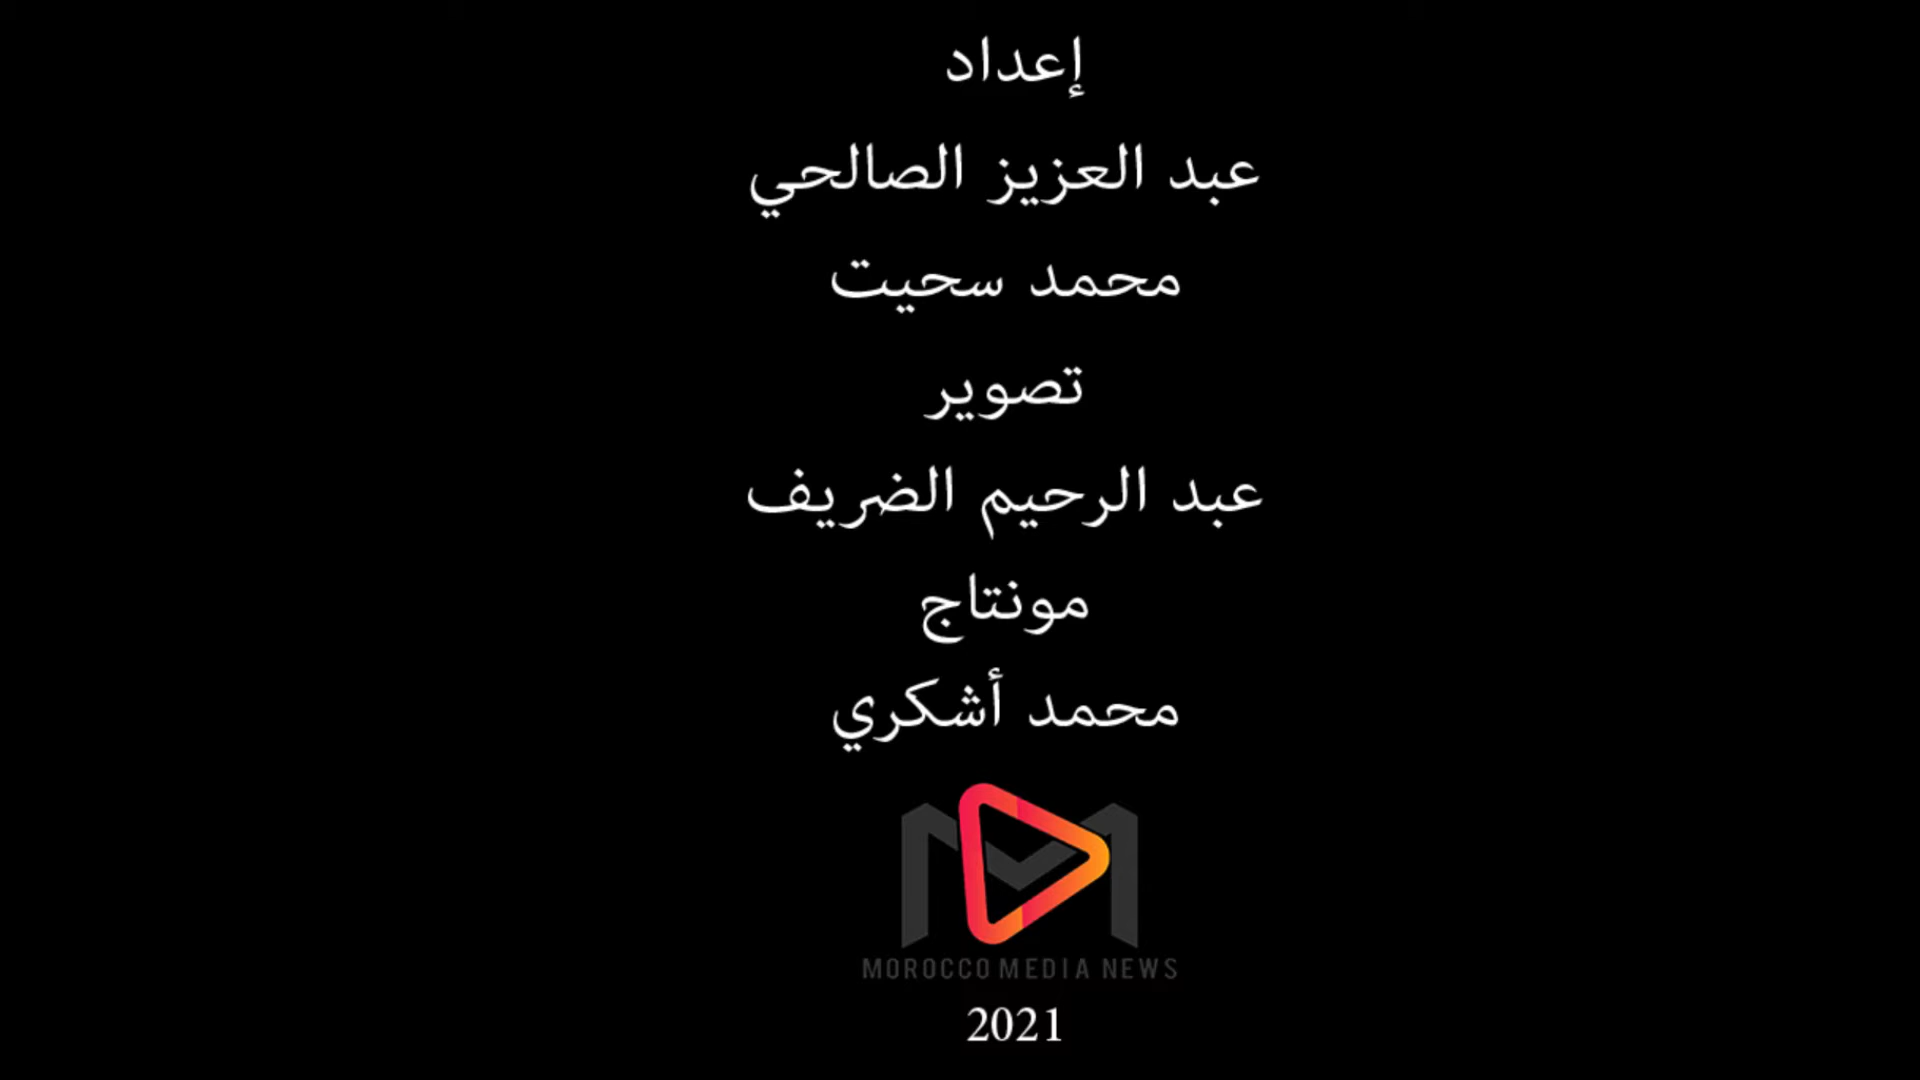 إعداد
عبد العزيز الصالحي
محمد سحيت
تصوير
عبد الرحيم الضريف
مونتاج
محمد أشكري
MOROCCO MEDIA NEWS
2021